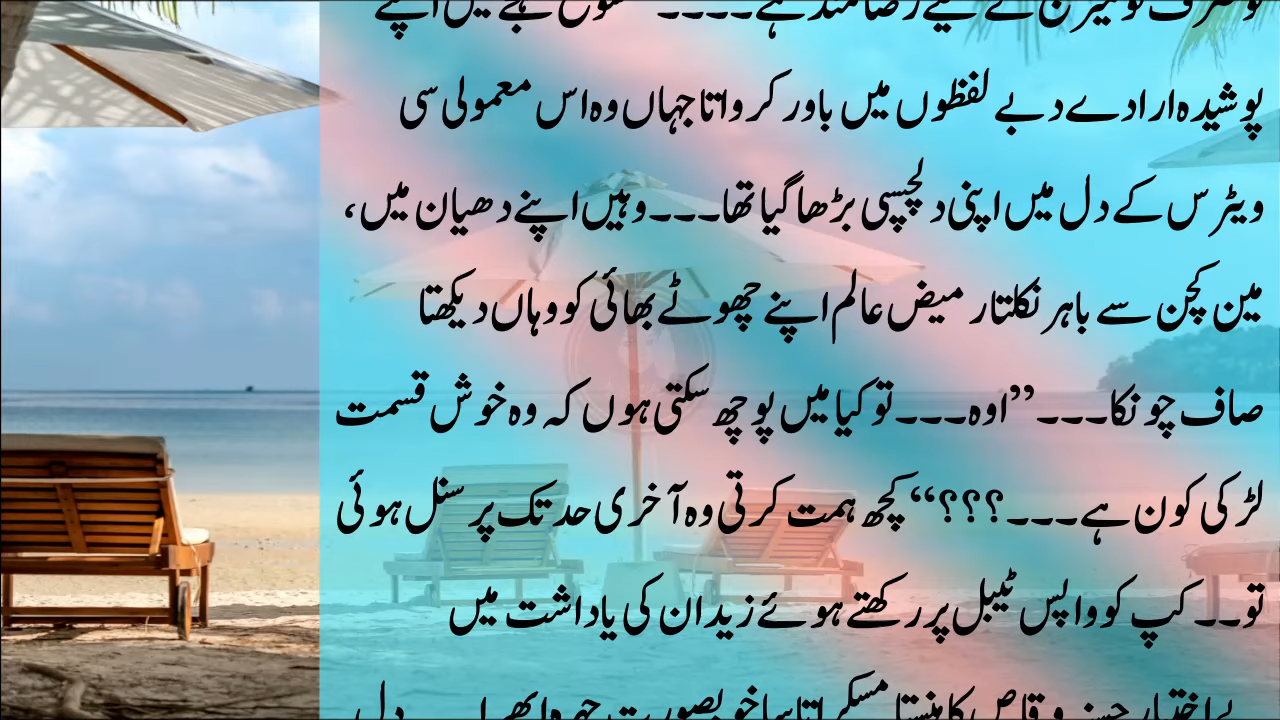 پوشیدہ ارادے دبے لفظوں میں باور کرواتا جہاں وہ اس معمولی سی
ویٹرس کے دل میں اپنی دلچسپی بڑھا گیا تھا۔۔۔وہیں اپنے دھیان میں،
مین کچن سے باہر نکلتا رمیض عالم اپنے چھوٹے بھائی کو وہاں دیکھتا
صاف چونکا۔۔۔”اوہ۔۔۔تو کیا میں پوچھ سکتی ہوں کہ وہ خوش قسمت
لڑکی کون ہے۔۔۔؟؟؟“ کچھ ہمت کرتی وہ آخری حد تک پرسنل ہوئی
تو۔۔ کپ کو واپس ٹیبل پر رکھتے ہوئے زیدان کی یاداشت میں